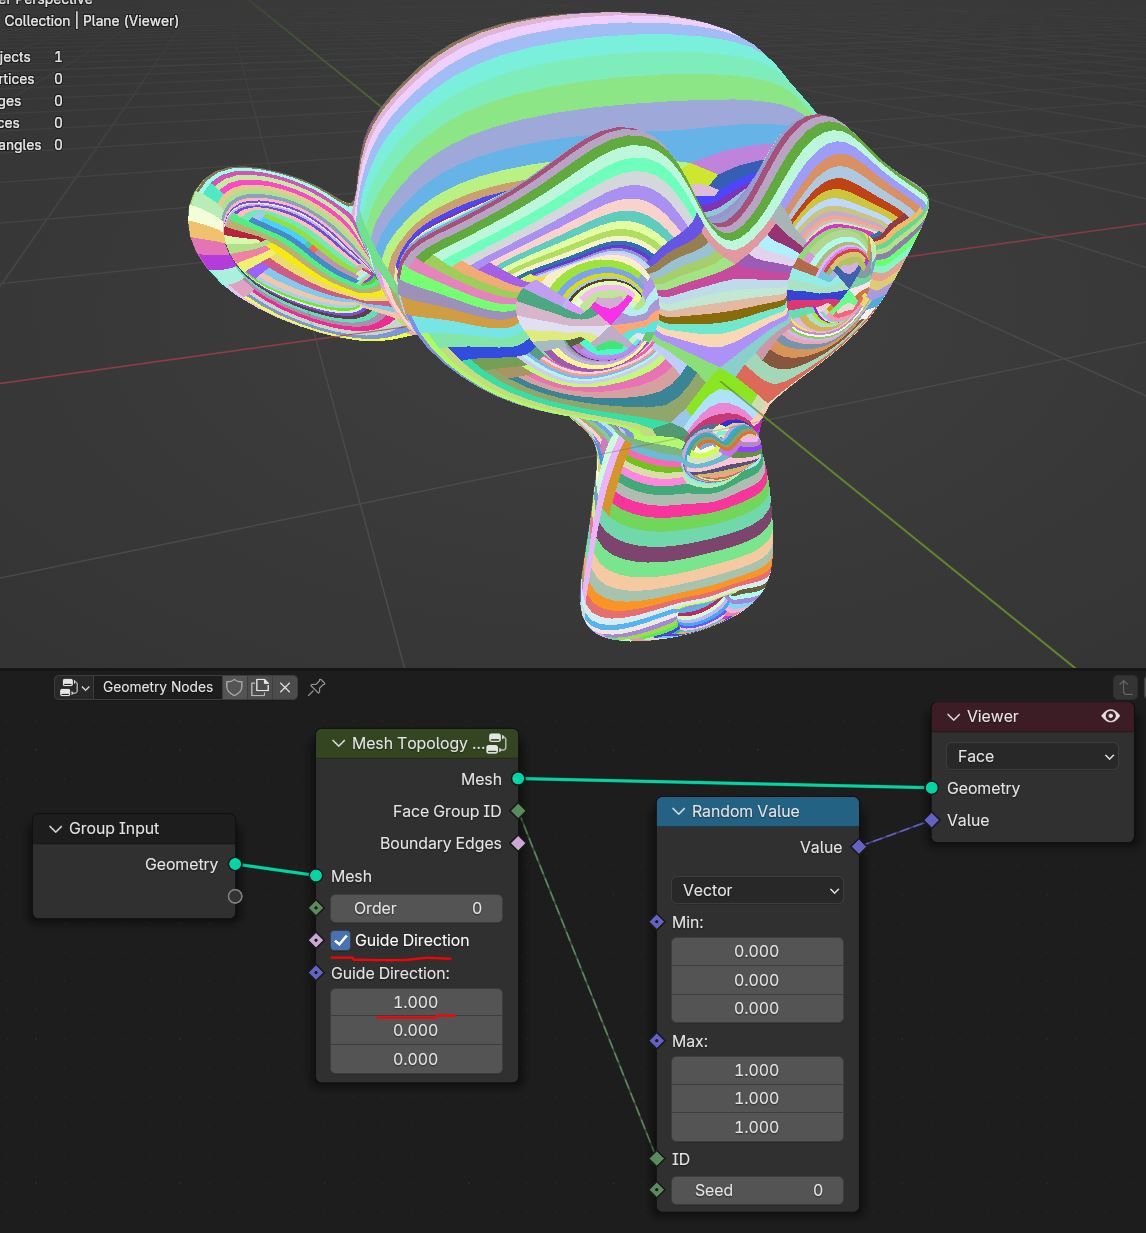 er Perspective
Collection | Plane (Viewer)
jects 1
rtices 0
ges 0
ces 0
angles 0
Geometry Nodes
Viewer
Face
Geometry
Value
Mesh Topology ...
Mesh
Face Group ID
Boundary Edges
Mesh
Order 0
Guide Direction
Guide Direction:
1.000
0.000
0.000
Group Input
Geometry
Random Value
Value
Vector
Min:
0.000
0.000
0.000
Max:
1.000
1.000
1.000
ID
Seed 0